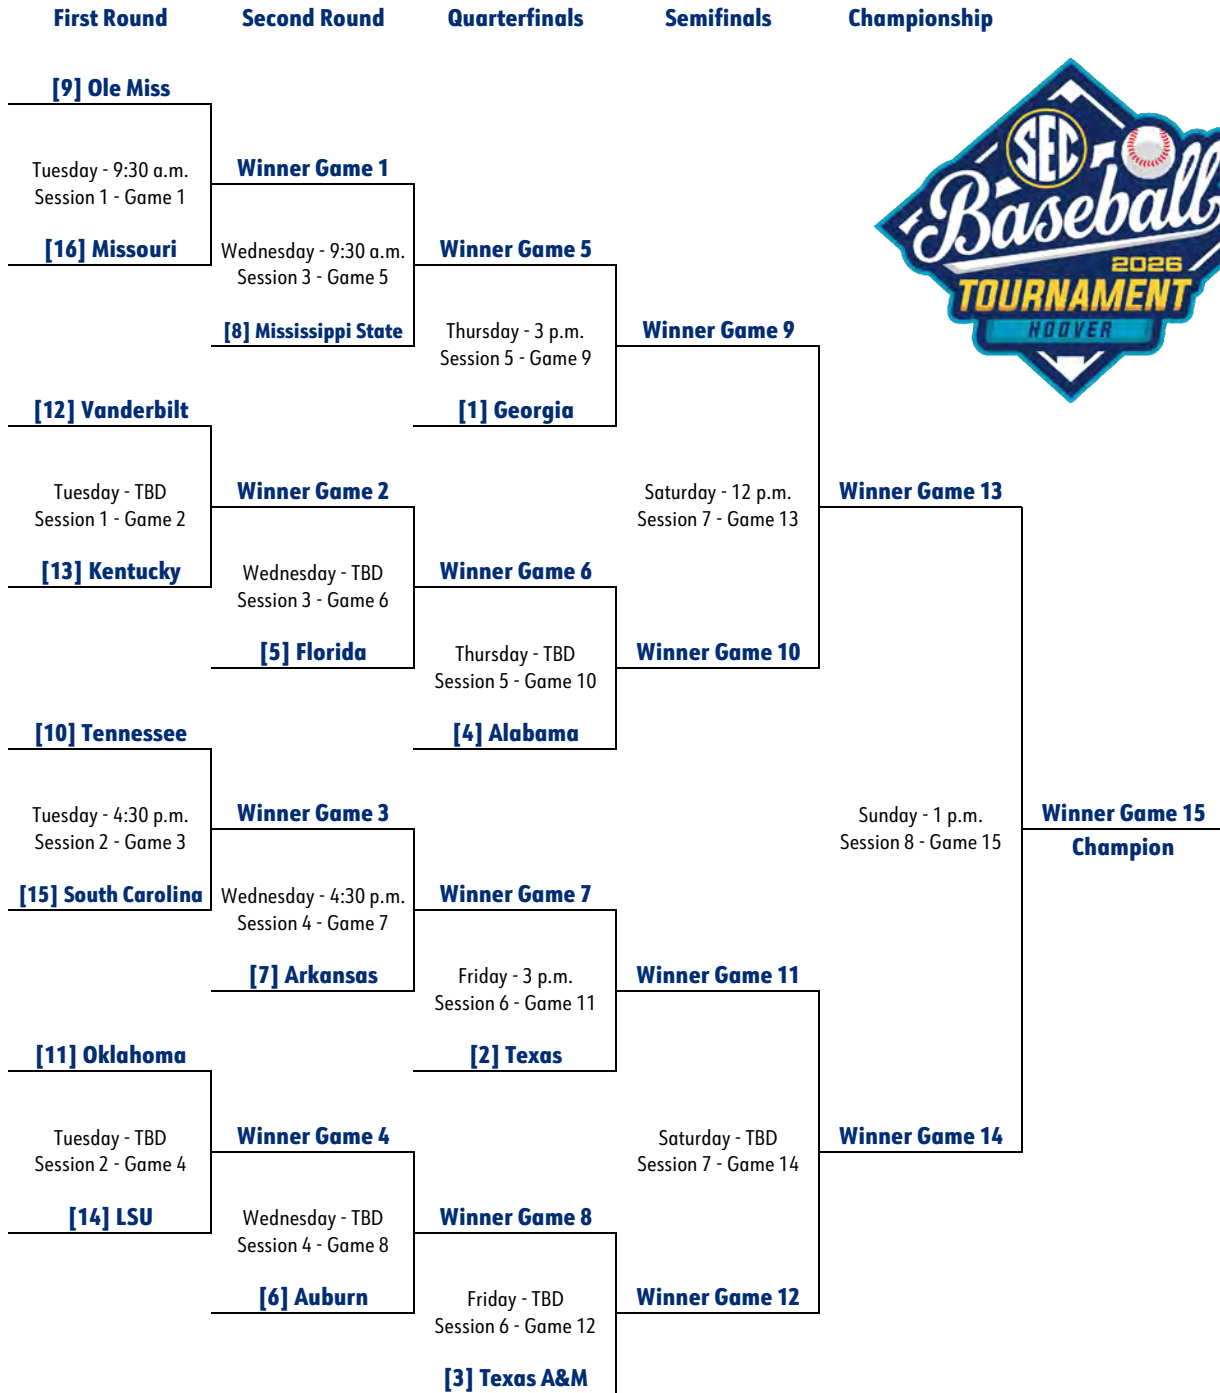 First Round
Second Round
Quarterfinals
Semifinals
Championship
[9] Ole Miss
Tuesday - 9:30 a.m.
Session 1 - Game 1
[16] Missouri
Winner Game 1
Wednesday - 9:30 a.m.
Session 3 - Game 5
[8] Mississippi State
Winner Game 5
Thursday - 3 p.m.
Session 5 - Game 9
[1] Georgia
Winner Game 9
SEC
Baseball
2026
TOURNAMENT
HOOVER
[12] Vanderbilt
Tuesday - TBD
Session 1 - Game 2
[13] Kentucky
Winner Game 2
Wednesday - TBD
Session 3 - Game 6
[5] Florida
Winner Game 6
Thursday - TBD
Session 5 - Game 10
[4] Alabama
Winner Game 10
Saturday - 12 p.m.
Session 7 - Game 13
Winner Game 13
[10] Tennessee
Tuesday - 4:30 p.m.
Session 2 - Game 3
[15] South Carolina
Winner Game 3
Wednesday - 4:30 p.m.
Session 4 - Game 7
[7] Arkansas
Winner Game 7
Friday - 3 p.m.
Session 6 - Game 11
[2] Texas
Winner Game 11
Sunday - 1 p.m.
Session 8 - Game 15
Winner Game 15
Champion
[11] Oklahoma
Tuesday - TBD
Session 2 - Game 4
[14] LSU
Winner Game 4
Wednesday - TBD
Session 4 - Game 8
[6] Auburn
Winner Game 8
Friday - TBD
Session 6 - Game 12
[3] Texas A&M
Winner Game 12
Saturday - TBD
Session 7 - Game 14
Winner Game 14